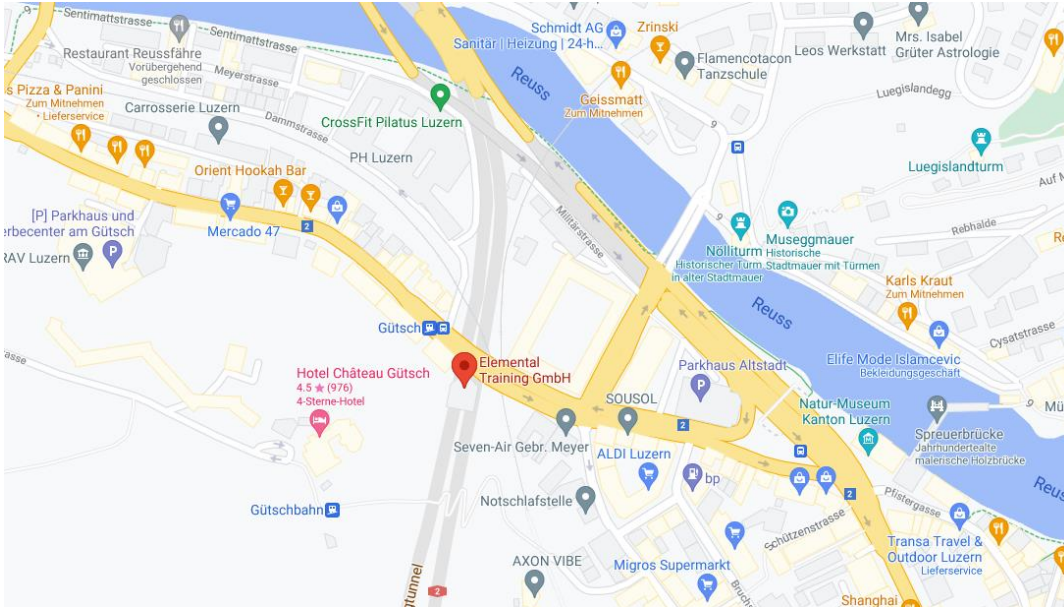 Sentimattstrasse
Sentimattstrasse
Restaurant Reussfähre
Vorübergehend
geschlossen
Meyerstrasse
s Pizza & Panini
Zum Mitnehmen
• Lieferservice
Carrosserie Luzern
Dammstrasse
CrossFit Pilatus Luzern
PH Luzern
Orient Hookah Bar
[P] Parkhaus und
erbecenter am Gütsch
Mercado 47
2
RAV Luzern
P
Schmidt AG
Sanitär | Heizung | 24-h...
Zrinski
Flamencotacon
Tanzschule
Leos Werkstatt
Mrs. Isabel
Grüter Astrologie
Reuss
Geissmatt
Zum Mitnehmen
Luegislandegg
Luegislandturm
Militärstrasse
Nölliturm
Historischer Turm
in alter Stadtmauer
Museggmauer
Historische
Stadtmauer mit Türmen
Rebhalde
Auf M
Karls Kraut
Zum Mitnehmen
Reuss
Cysatstrasse
Elife Mode Islamcevic
Bekleidungsgeschäft
Gütsch
Elemental
Training GmbH
Hotel Château Gütsch
4.5 ★ (976)
4-Sterne-Hotel
Parkhaus Altstadt
P
SOUSOL
2
Natur-Museum
Kanton Luzern
Spreuerbrücke
Jahrhundertealte
malerische Holzbrücke
Mü
Seven-Air Gebr. Meyer
ALDI Luzern
bp
2
Notschlafstelle
Gütschbahn
Pfistergasse
Schützenstrasse
Reuss
Transa Travel &
Outdoor Luzern
Lieferservice
AXON VIBE
Migros Supermarkt
Bruch
2
ntunnel
Shanghai